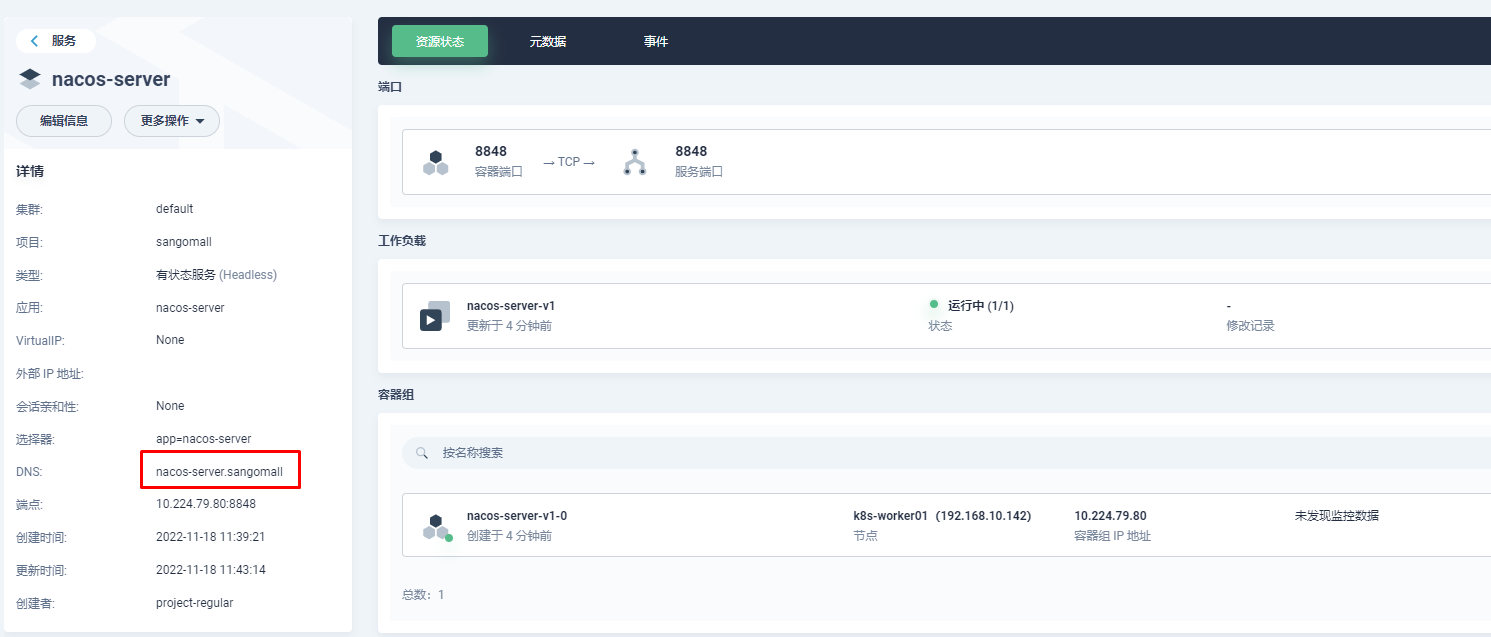 服务
nacos-server
编辑信息 更多操作
详情
集群: default
项目: sangomall
类型: 有状态服务 (Headless)
应用: nacos-server
VirtualIP: None
外部 IP 地址:
会话亲和性: None
选择器: app=nacos-server
DNS: nacos-server.sangomall
端点: 10.224.79.80:8848
创建时间: 2022-11-18 11:39:21
更新时间: 2022-11-18 11:43:14
创建者: project-regular
资源状态 元数据 事件
端口
8848 → TCP → 8848
容器端口 服务端口
工作负载
nacos-server-v1 运行中 (1/1) -
更新于 4 分钟前 状态 修改记录
容器组
按名称搜索
nacos-server-v1-0 k8s-worker01 (192.168.10.142) 10.224.79.80 未发现监控数据
创建于 4 分钟前 节点 容器组 IP 地址
总数: 1